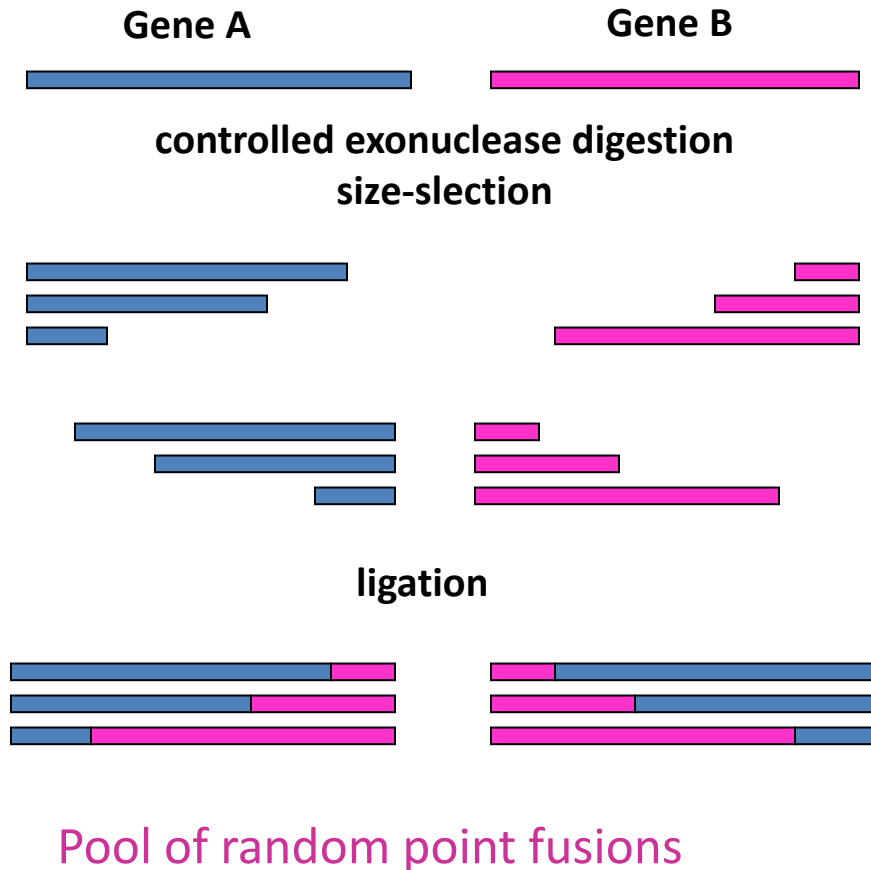 Gene A
Gene B
controlled exonuclease digestion
size-slection
ligation
Pool of random point fusions